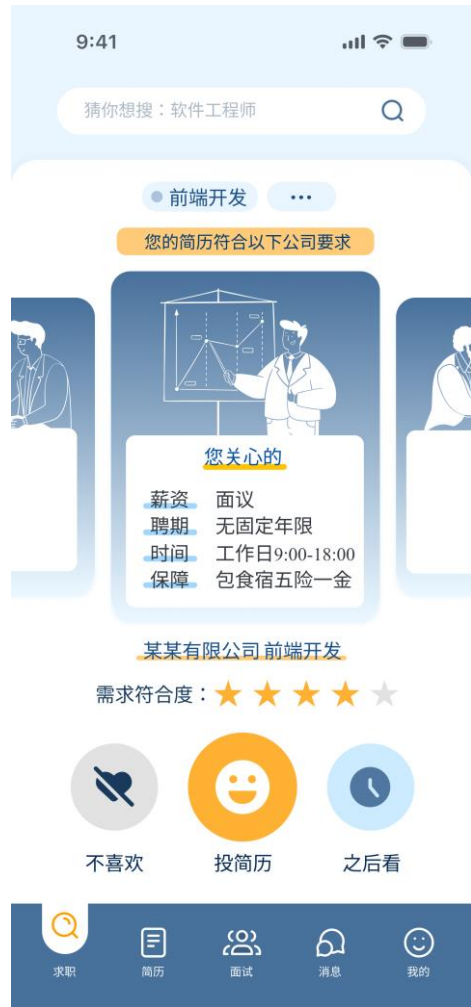 9:41
猜你想搜：软件工程师
前端开发 ...
您的简历符合以下公司要求
您关心的
薪资 面议
聘期 无固定年限
时间 工作日9:00-18:00
保障 包食宿五险一金
某某有限公司前端开发
需求符合度：
不喜欢 投简历 之后看
求职 简历 面试 消息 我的